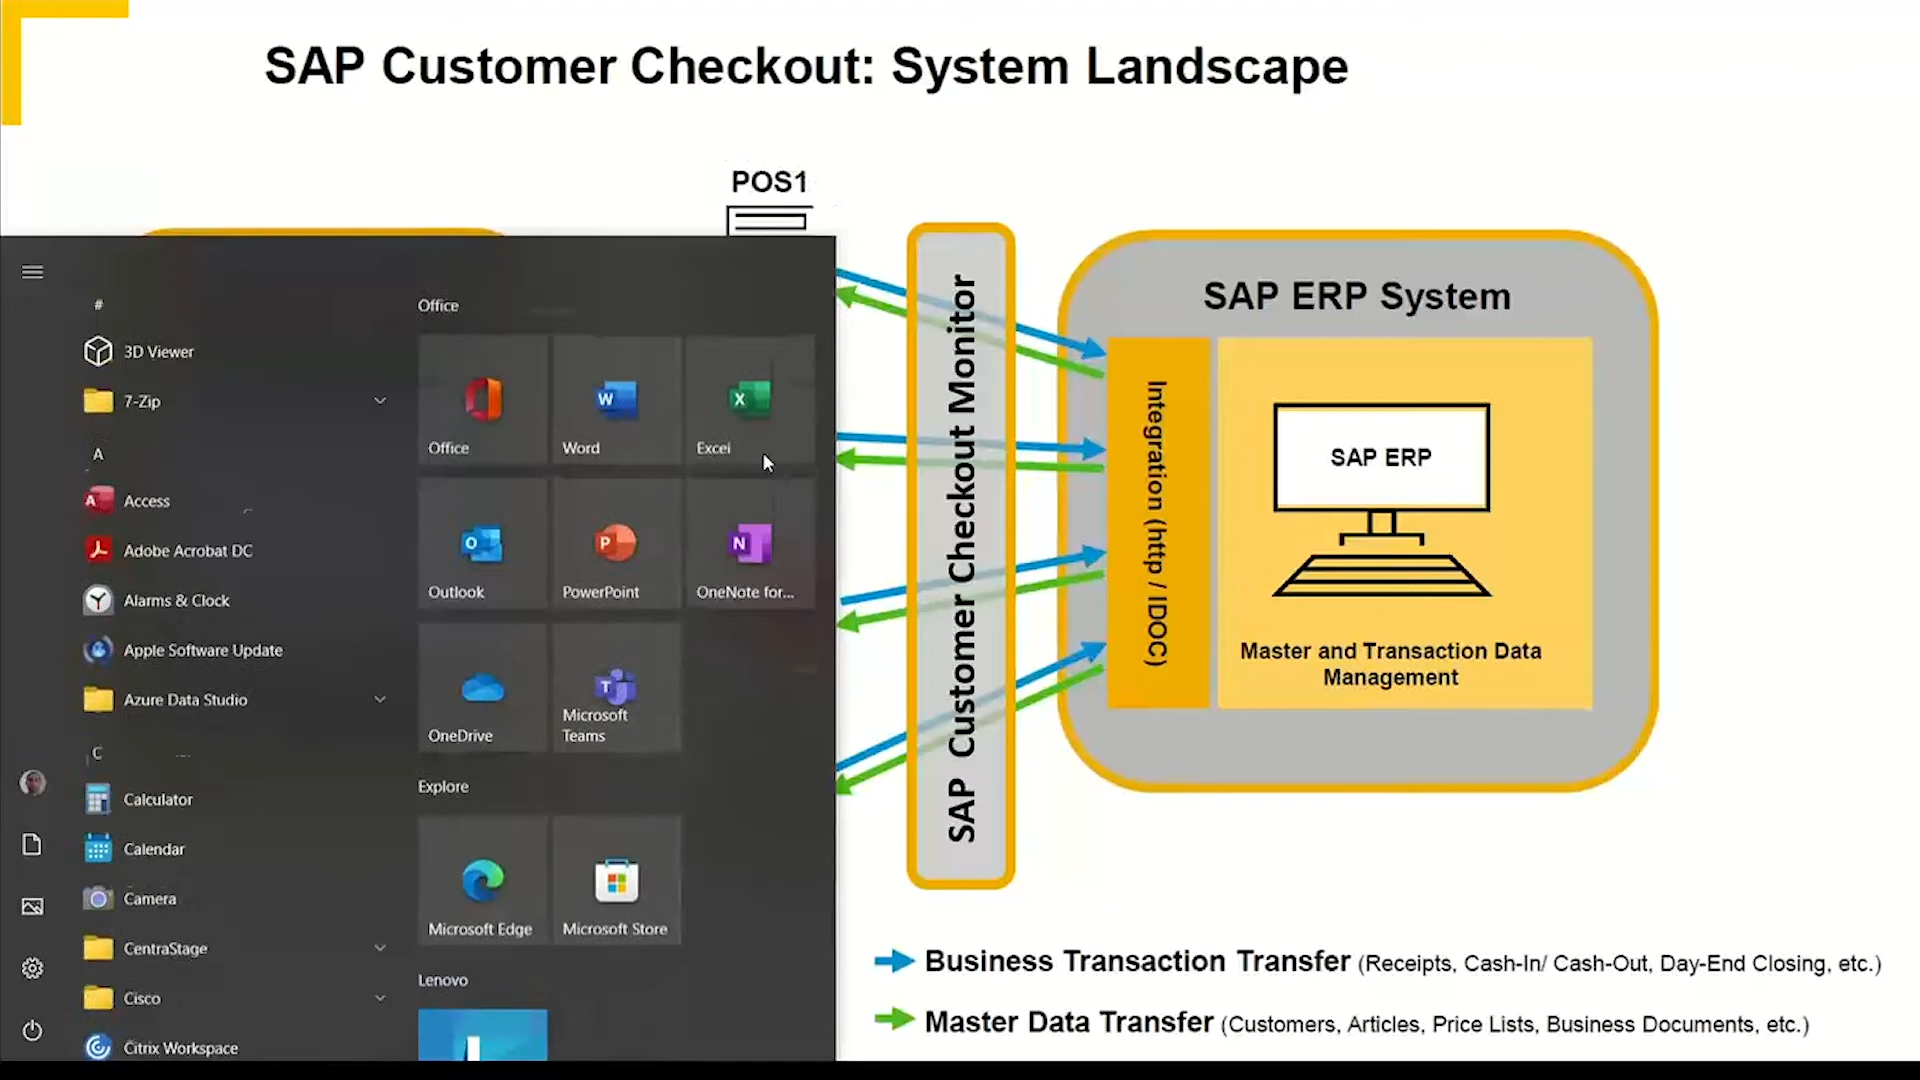 SAP Customer Checkout: System Landscape
POS1
#
3D Viewer
7-Zip
A
Access
Adobe Acrobat DC
Alarms & Clock
Apple Software Update
Azure Data Studio
C
Calculator
Calendar
Camera
CentraStage
Cisco
Citrix Workspace
Office
Office
Word
Excel
Outlook
PowerPoint
OneNote for...
OneDrive
Microsoft
Teams
Explore
Microsoft Edge
Microsoft Store
Lenovo
SAP Customer Checkout Monitor
SAP ERP System
Integration (http / IDOC)
SAP ERP
Master and Transaction Data
Management
Business Transaction Transfer (Receipts, Cash-In/ Cash-Out, Day-End Closing, etc.)
Master Data Transfer (Customers, Articles, Price Lists, Business Documents, etc.)